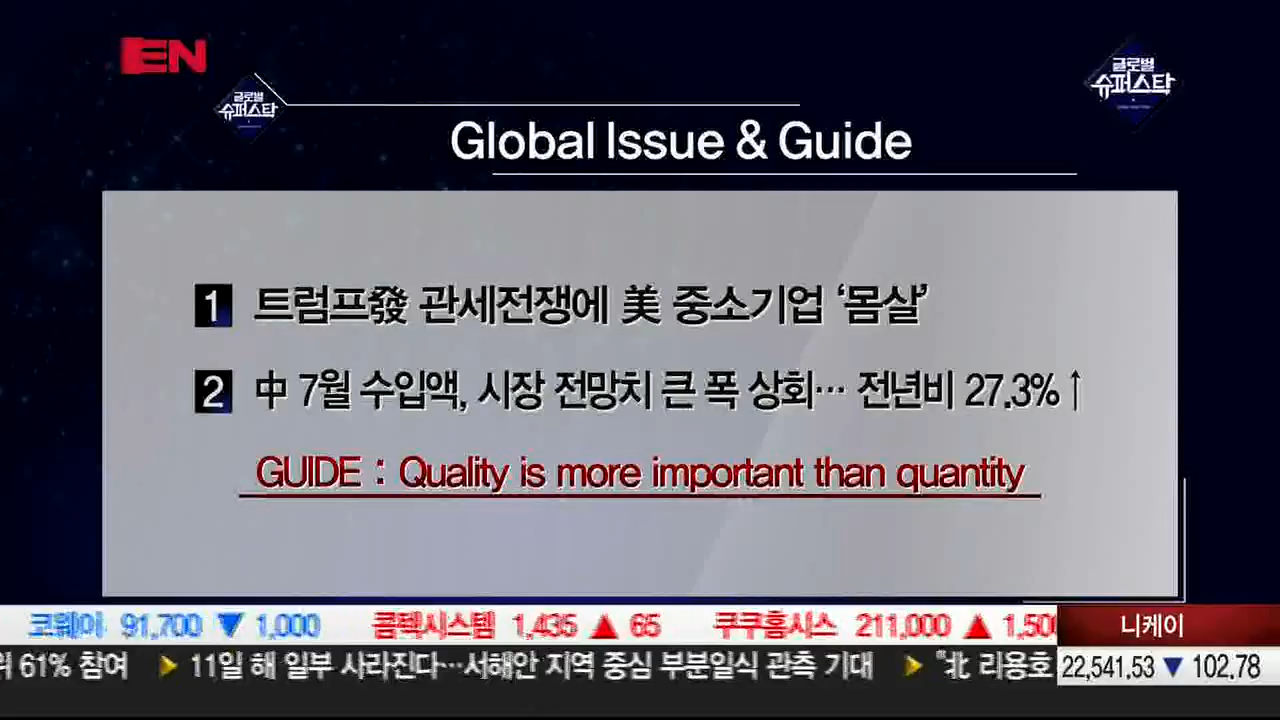 EN
글로벌
슈퍼스탁
글로벌
슈퍼스탁
Global Issue & Guide
1 트럼프發 관세전쟁에 美 중소기업 ‘몸살’
2 中 7월 수입액, 시장 전망치 큰 폭 상회… 전년비 27.3%↑
GUIDE : Quality is more important than quantity
코웨이 91,700 ▼ 1,000 콤텍시스템 1,435 ▲ 65 쿠쿠홈시스 211,000 ▲ 1,500
니케이
위 61% 참여 ▶ 11일 해 일부 사라진다…서해안 지역 중심 부분일식 관측 기대 ▶ "北 리용호
22,541.53 ▼ 102.78